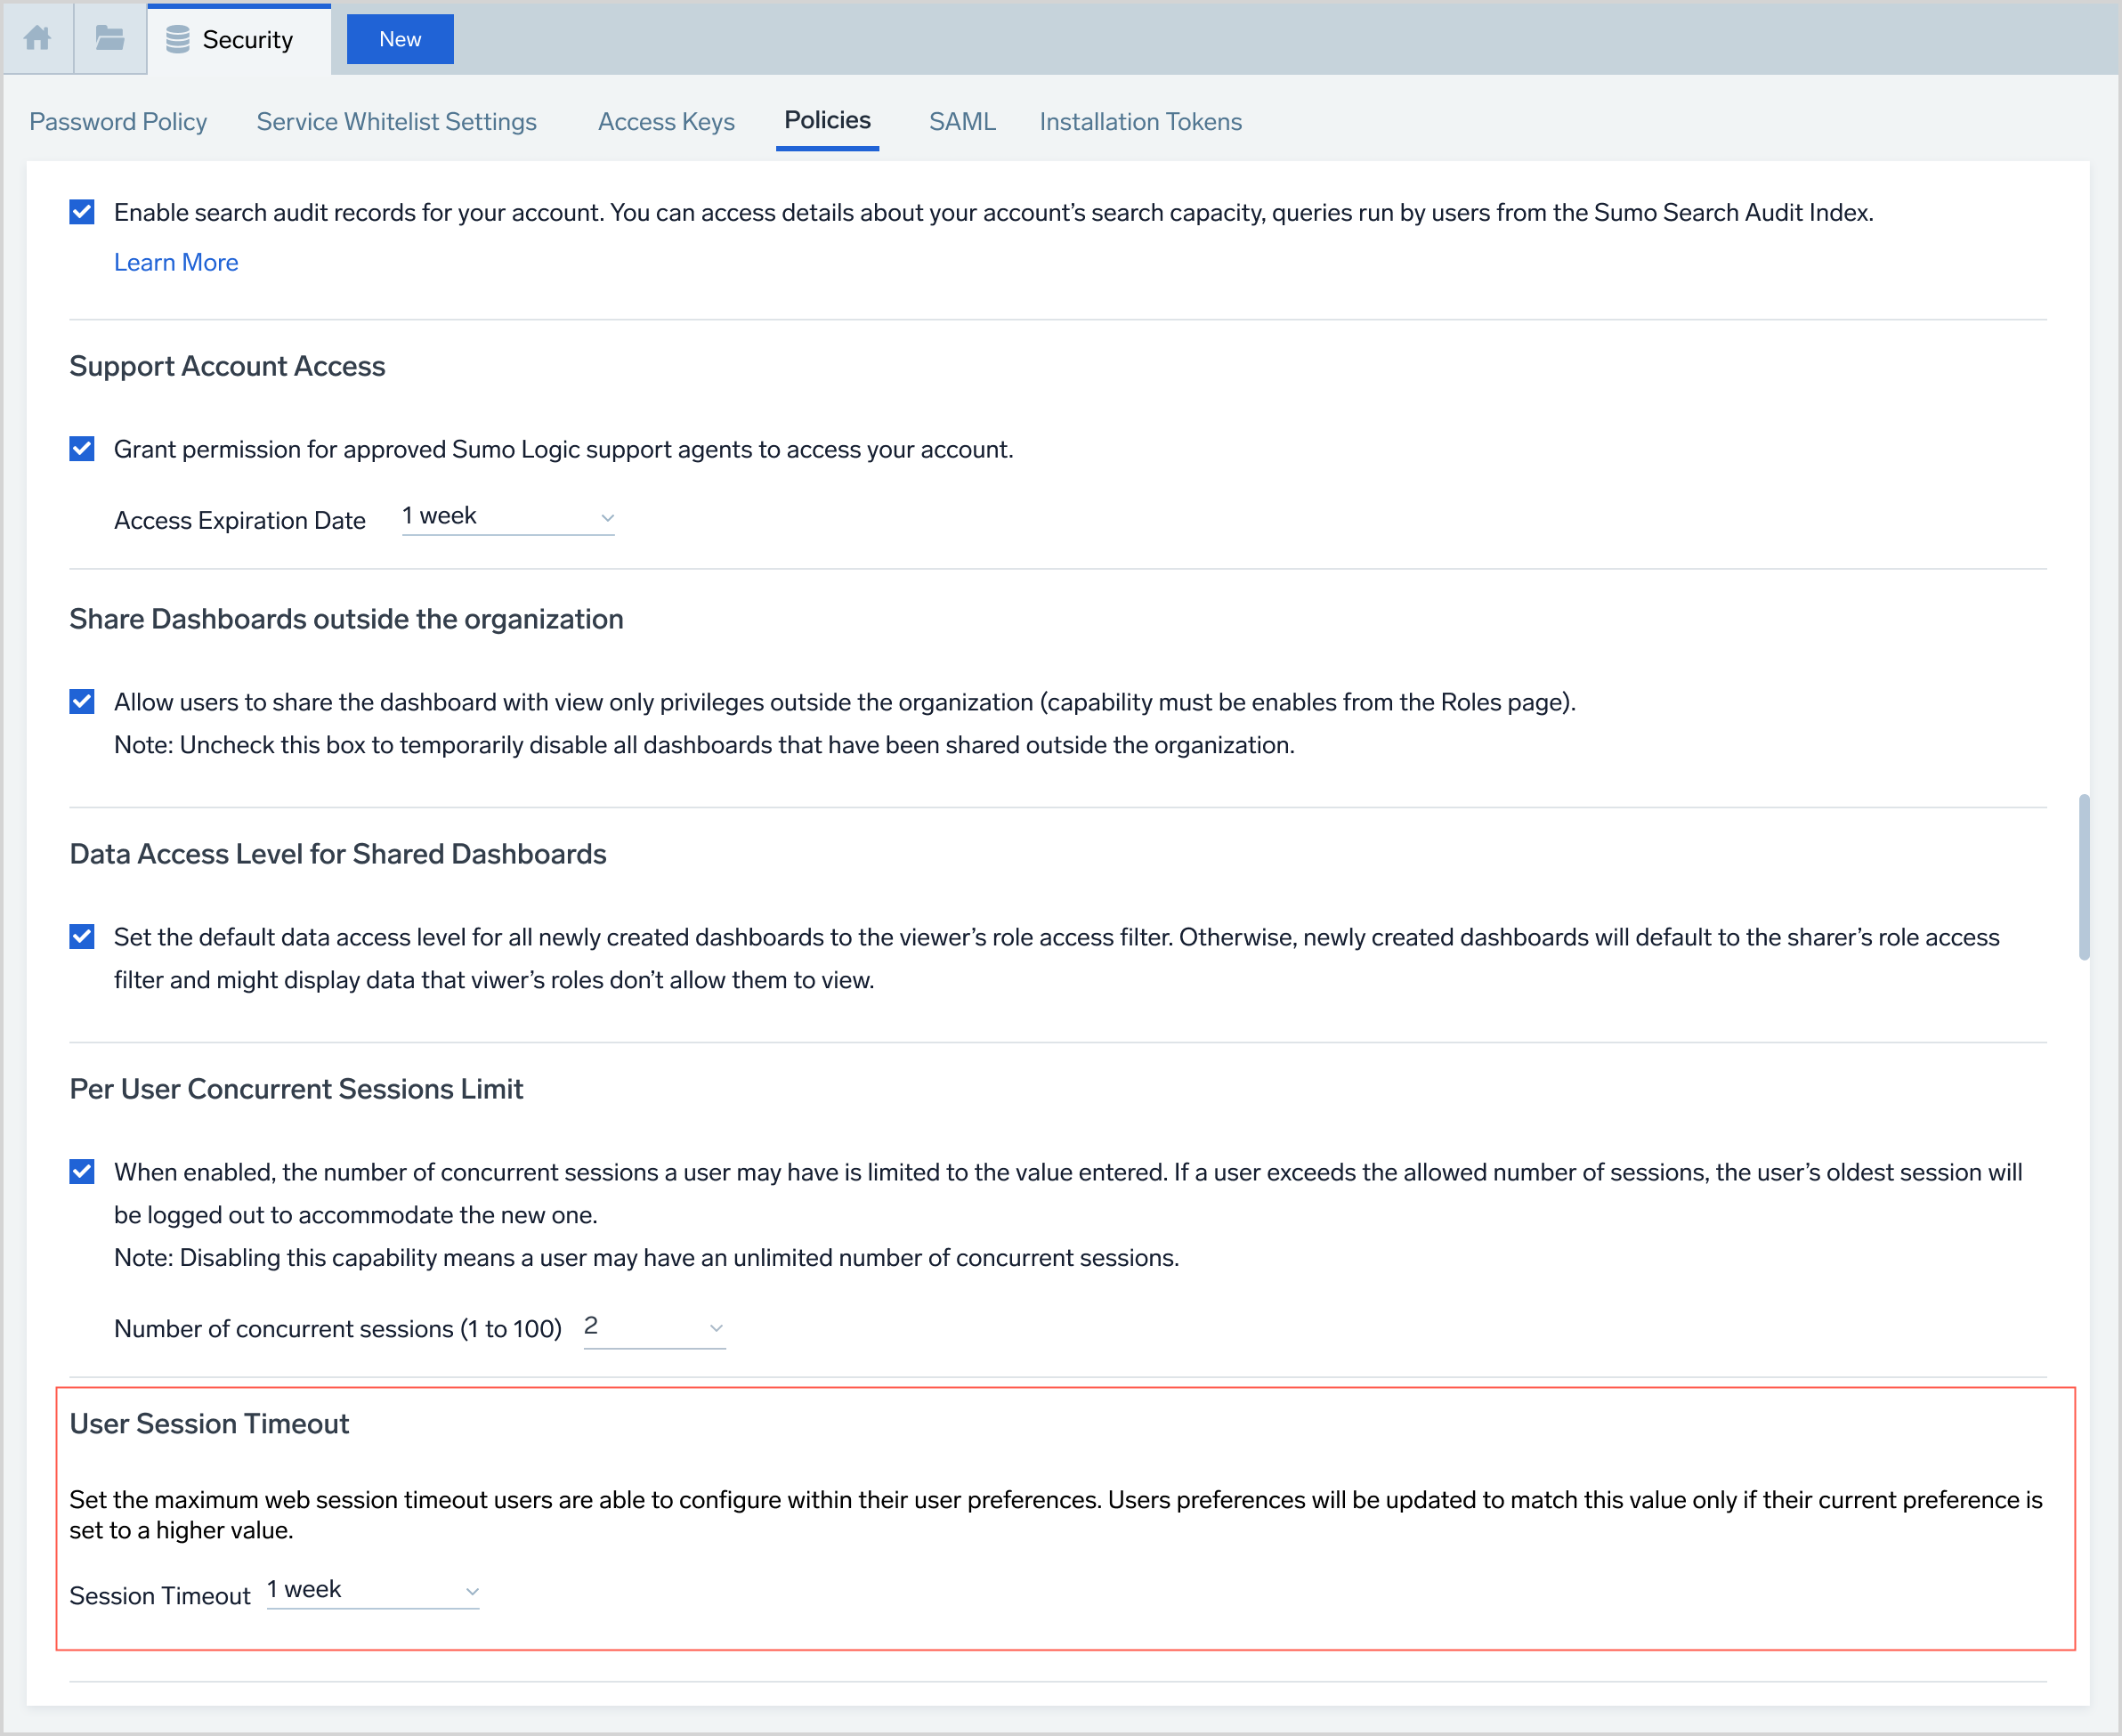 Security
New
Password Policy
Service Whitelist Settings
Access Keys
Policies
SAML
Installation Tokens
Enable search audit records for your account. You can access details about your account’s search capacity, queries run by users from the Sumo Search Audit Index.
Learn More
Support Account Access
Grant permission for approved Sumo Logic support agents to access your account.
Access Expiration Date 1 week
Share Dashboards outside the organization
Allow users to share the dashboard with view only privileges outside the organization (capability must be enables from the Roles page).
Note: Uncheck this box to temporarily disable all dashboards that have been shared outside the organization.
Data Access Level for Shared Dashboards
Set the default data access level for all newly created dashboards to the viewer’s role access filter. Otherwise, newly created dashboards will default to the sharer’s role access
filter and might display data that viwer’s roles don’t allow them to view.
Per User Concurrent Sessions Limit
When enabled, the number of concurrent sessions a user may have is limited to the value entered. If a user exceeds the allowed number of sessions, the user’s oldest session will
be logged out to accommodate the new one.
Note: Disabling this capability means a user may have an unlimited number of concurrent sessions.
Number of concurrent sessions (1 to 100) 2
User Session Timeout
Set the maximum web session timeout users are able to configure within their user preferences. Users preferences will be updated to match this value only if their current preference is
set to a higher value.
Session Timeout 1 week